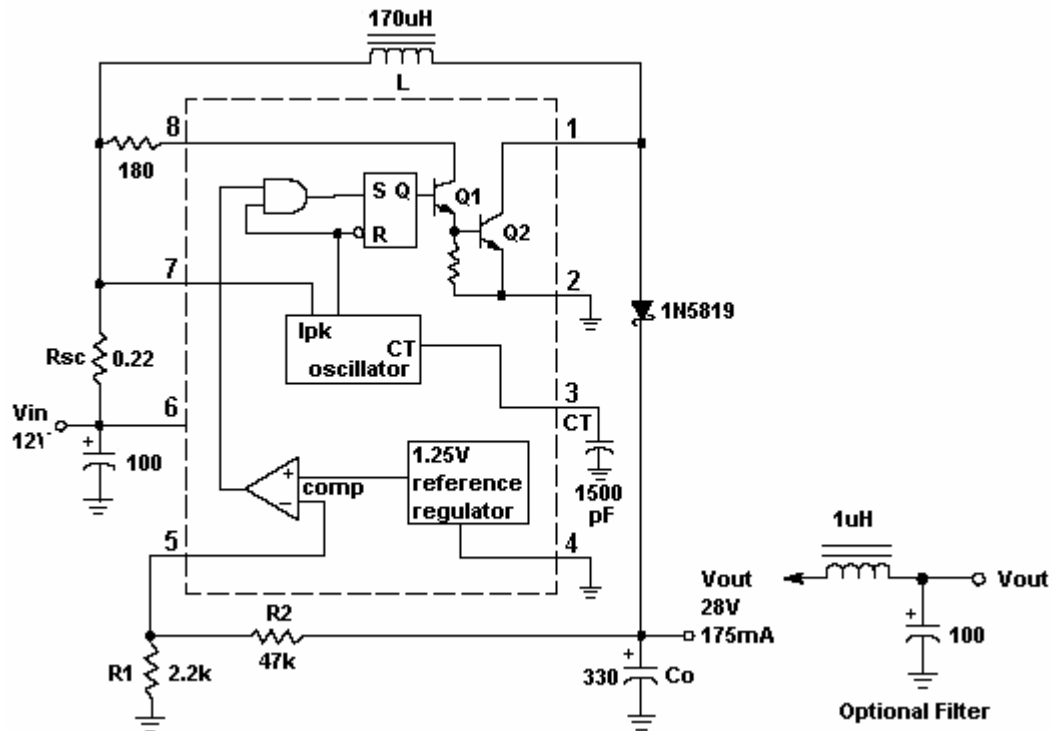 170uH
L
8
1
180
S Q
R
Q1
Q2
7
2
Ipk
CT
oscillator
1N5819
Rsc
0.22
3
CT
Vin
6
100
1.25V
reference
regulator
comp
1500
pF
5
4
1uH
Vout
28V
175mA
Vout
R2
47k
R1
2.2k
330
Co
100
Optional Filter